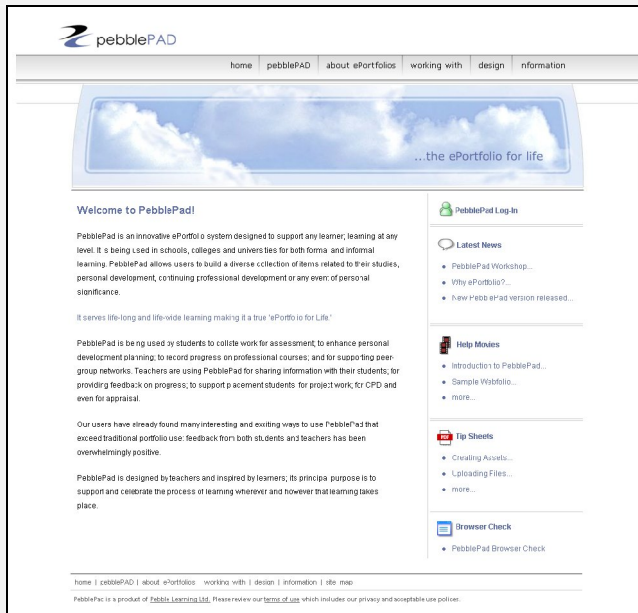 pebblePAD
home pebblePAD about ePortfolios working with design nformation
...the ePortfolio for life
Welcome to PebblePad!
PebblePad is an innovative ePortfolio system designed to support any learner; learning at any
level. It is being used in schools, colleges and universities for both formal and informal
learning. PebblePad allows users to build a diverse collection of items related to their studies,
personal development, continuing professional development or any event of personal
significance.
It serves life-long and life-wide learning making it a true 'ePortfolio for Life.'
PebblePad is being used by students to collate work for assessment; to enhance personal
development planning; to record progress on professional courses; and for supporting peer-
group networks. Teachers are using PebblePad for sharing information with their students; for
providing feedback on progress; to support placement students for project work; for CPD and
even for appraisal.
Our users have already found many interesting and exciting ways to use PebblePad that
exceed traditional portfolio use: feedback from both students and teachers has been
overwhelmingly positive.
PebblePad is designed by teachers and inspired by learners; its principal purpose is to
support and celebrate the process of learning wherever and however that learning takes
place.
PebblePad Log-In
Latest News
PebblePad Workshop...
Why ePortfolio?...
New PebblePad version released...
Help Movies
Introduction to PebblePad...
Sample Webfolio...
more...
PDF Tip Sheets
Creating Assets...
Uploading Files...
more...
Browser Check
PebblePad Browser Check
home | pebblePAD | about ePortfolios working with | design | information | site map
PebblePad is a product of Pebble Learning Ltd. Please review our terms of use which includes our privacy and acceptable use policies.